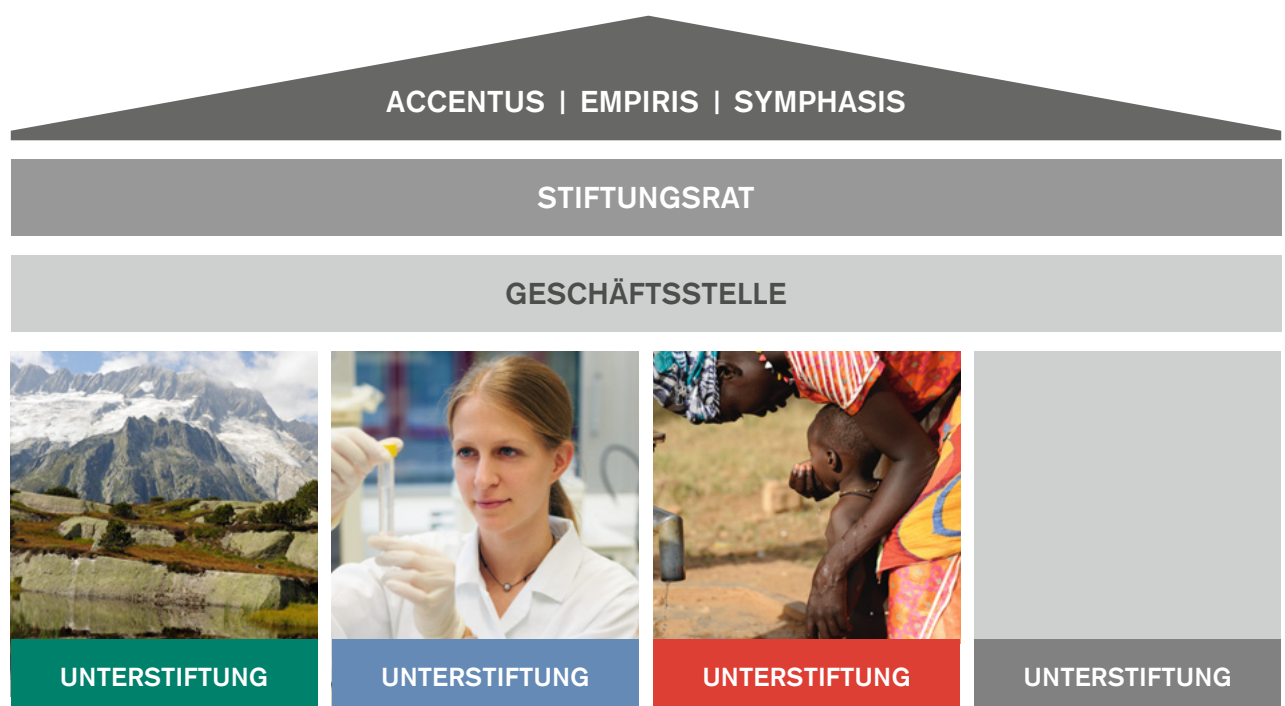 ACCENTUS | EMPIRIS | SYMPHASIS
STIFTUNGSRAT
GESCHÄFTSSTELLE
UNTERSTIFTUNG UNTERSTIFTUNG UNTERSTIFTUNG UNTERSTIFTUNG